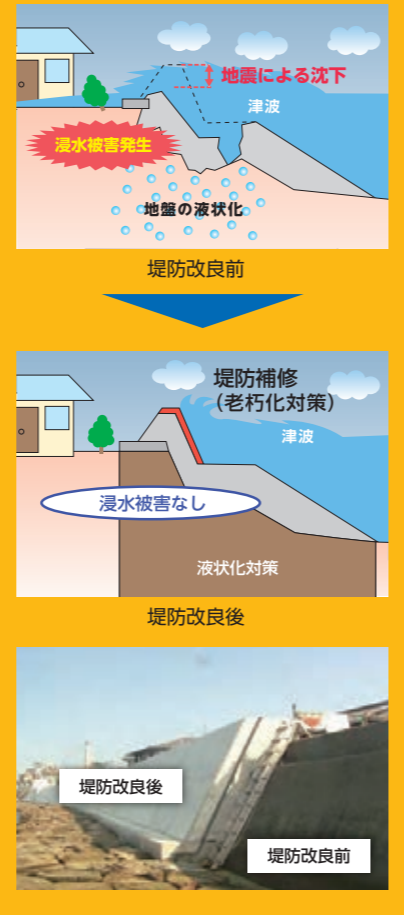 地震による沈下
津波
浸水被害発生
地盤の液状化
堤防改良前
堤防補修
（老朽化対策）
津波
浸水被害なし
液状化対策
堤防改良後
堤防改良後
堤防改良前